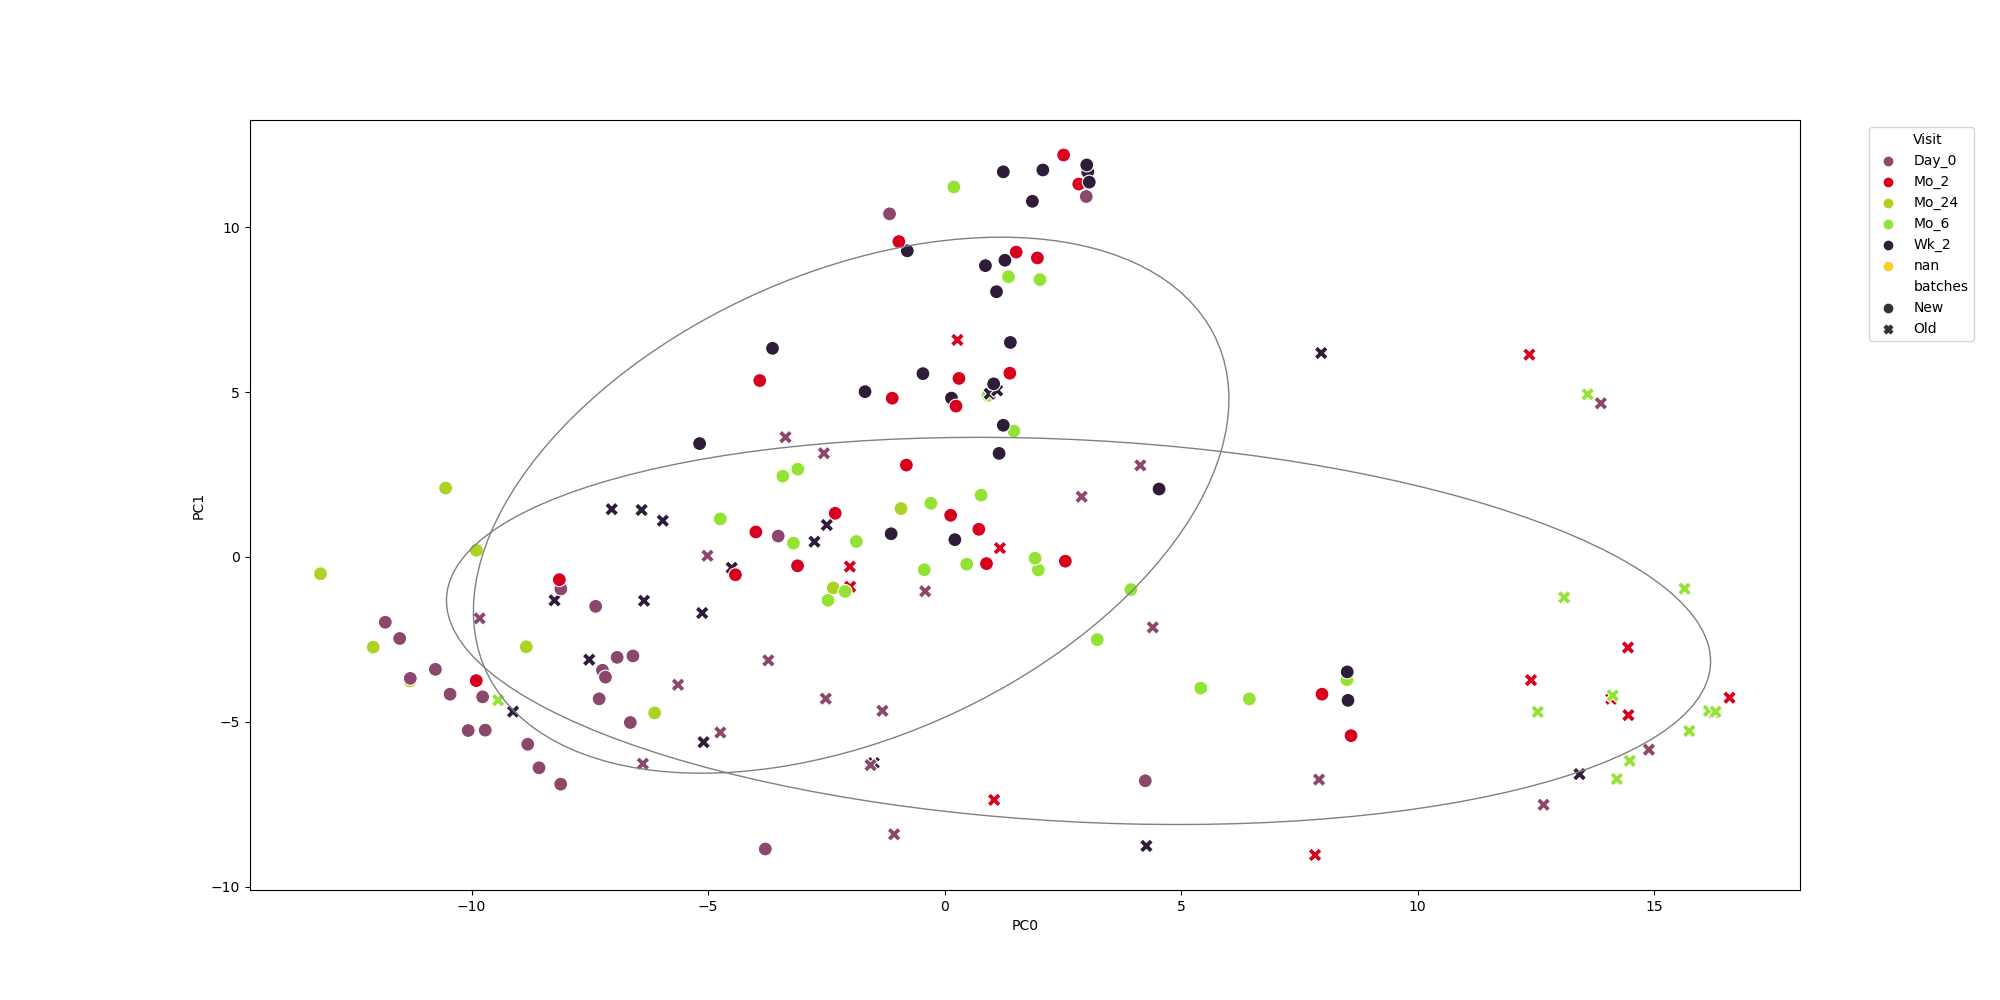 Visit
Day_0
Mo_2
Mo_24
Mo_6
Wk_2
nan
batches
New
Old
PC1
10
5
0
−5
−10
−10
−5
0
5
10
15
PC0